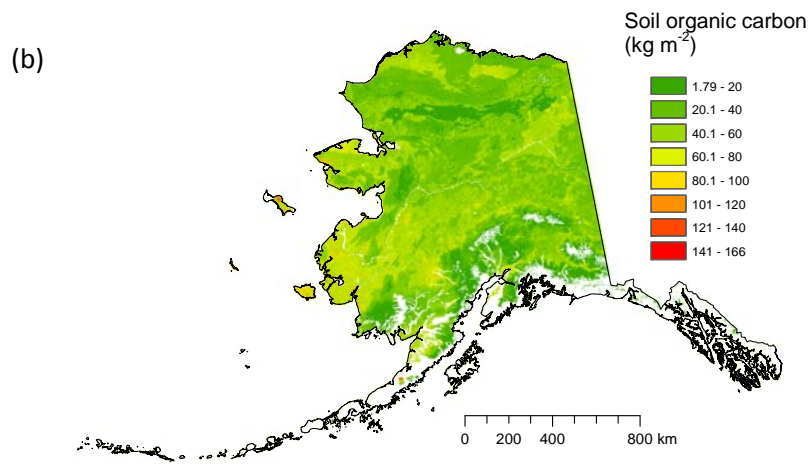 (b)
Soil organic carbon
(kg m-2)
1.79 - 20
20.1 - 40
40.1 - 60
60.1 - 80
80.1 - 100
101 - 120
121 - 140
141 - 166
0 200 400 800 km